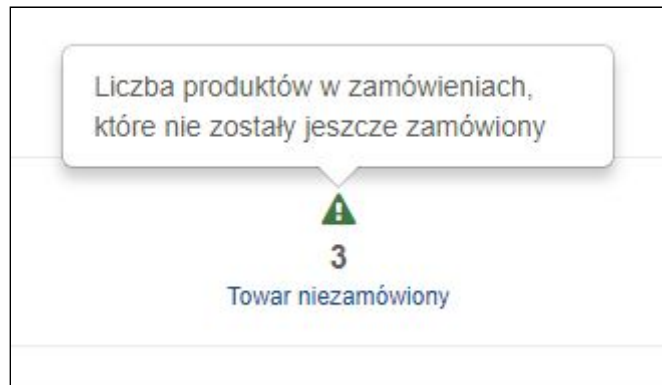 Liczba produktów w zamówieniach,
które nie zostały jeszcze zamówiony
3
Towar niezamówiony